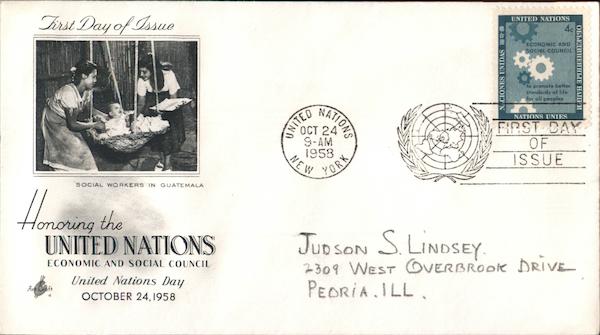 First Day of Issue
SOCIAL WORKERS IN GUATEMALA
Honoring the
UNITED NATIONS
ECONOMIC AND SOCIAL COUNCIL
United Nations Day
OCTOBER 24, 1958
ArtCraft
UNITED NATIONS
OCT 24
9-AM
1958
NEW YORK
UNITED NATIONS
4c
ECONOMIC AND
SOCIAL COUNCIL
to promote better
standards of life
for all peoples
NACIONES UNIDAS
NATIONS UNIES
FIRST DAY
OF
ISSUE
JUDSON S. LINDSEY.
2309 WEST OVERBROOK DRIVE
PEORIA. ILL.